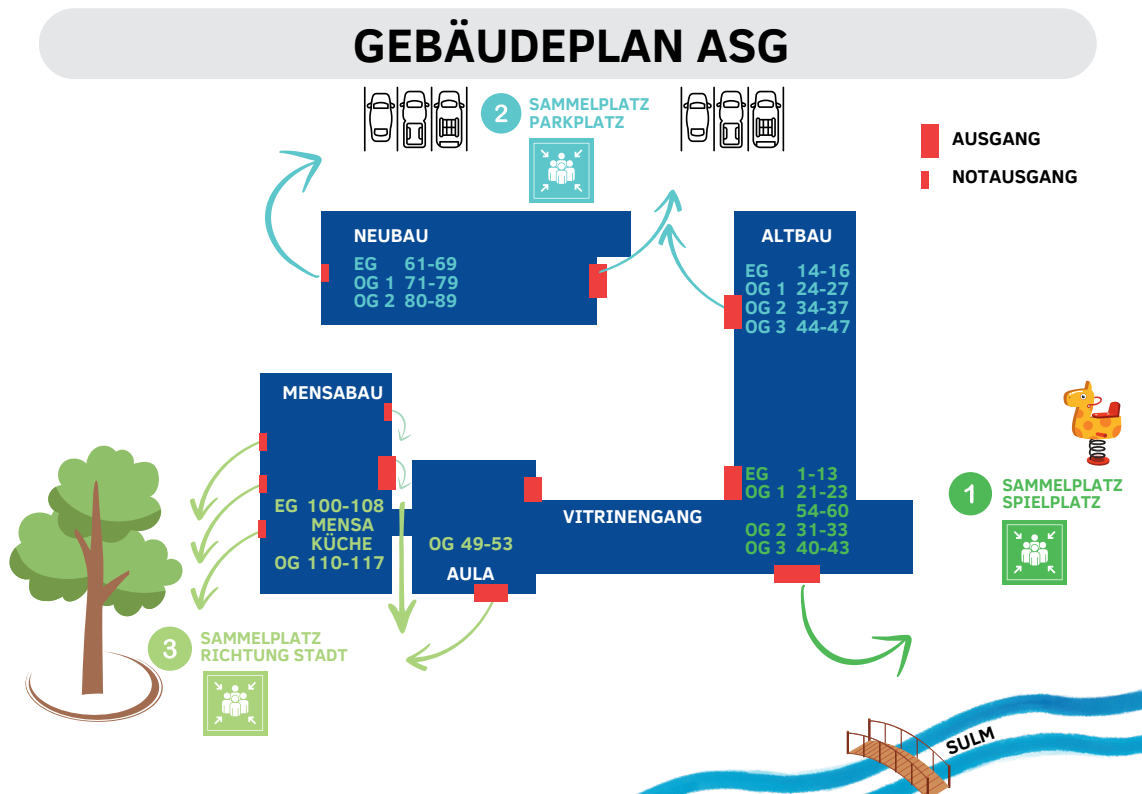 GEBÄUDEPLAN ASG
2
SAMMELPLATZ
PARKPLATZ
AUSGANG
NOTAUSGANG
NEUBAU
EG 61-69
OG 1 71-79
OG 2 80-89
ALTBAU
EG 14-16
OG 1 24-27
OG 2 34-37
OG 3 44-47
MENSABAU
EG 100-108
MENSA
KÜCHE
OG 110-117
OG 49-53
AULA
VITRINENGANG
EG 1-13
OG 1 21-23
54-60
OG 2 31-33
OG 3 40-43
1
SAMMELPLATZ
SPIELPLATZ
3
SAMMELPLATZ
RICHTUNG STADT
SULM